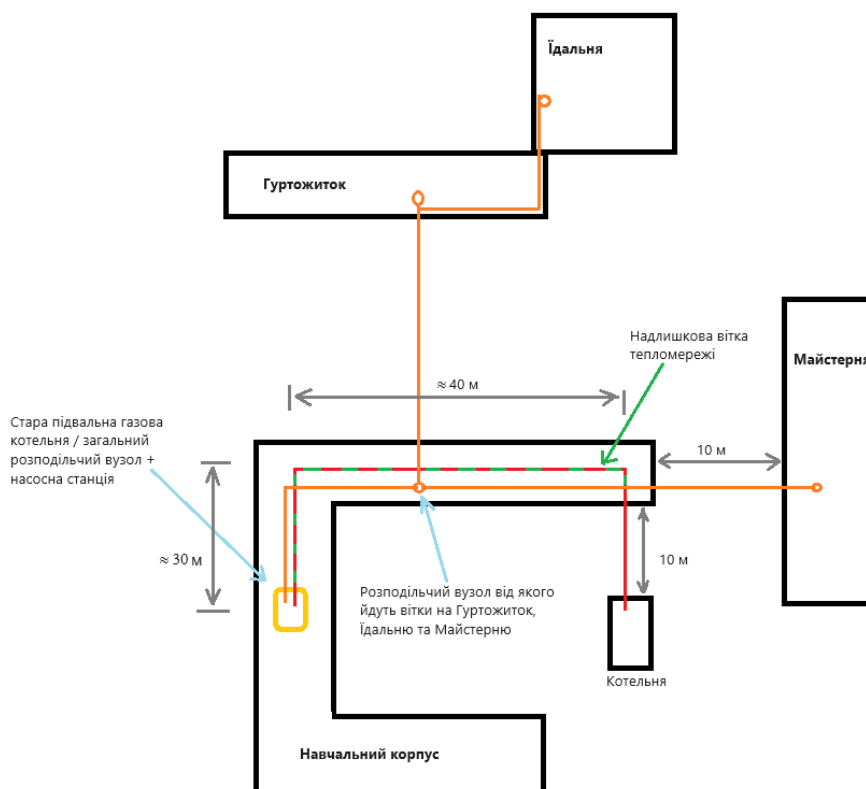 Їдальня
Гуртожиток
Надлишкова вітка
тепломережі
Майстерня
≈ 40 м
Стара підвальна газова
котельня / загальний
розподільчий вузол +
насосна станція
10 м
≈ 30 м
10 м
Розподільчий вузол від якого
йдуть вітки на Гуртожиток,
Їдальню та Майстерню
Котельня
Навчальний корпус